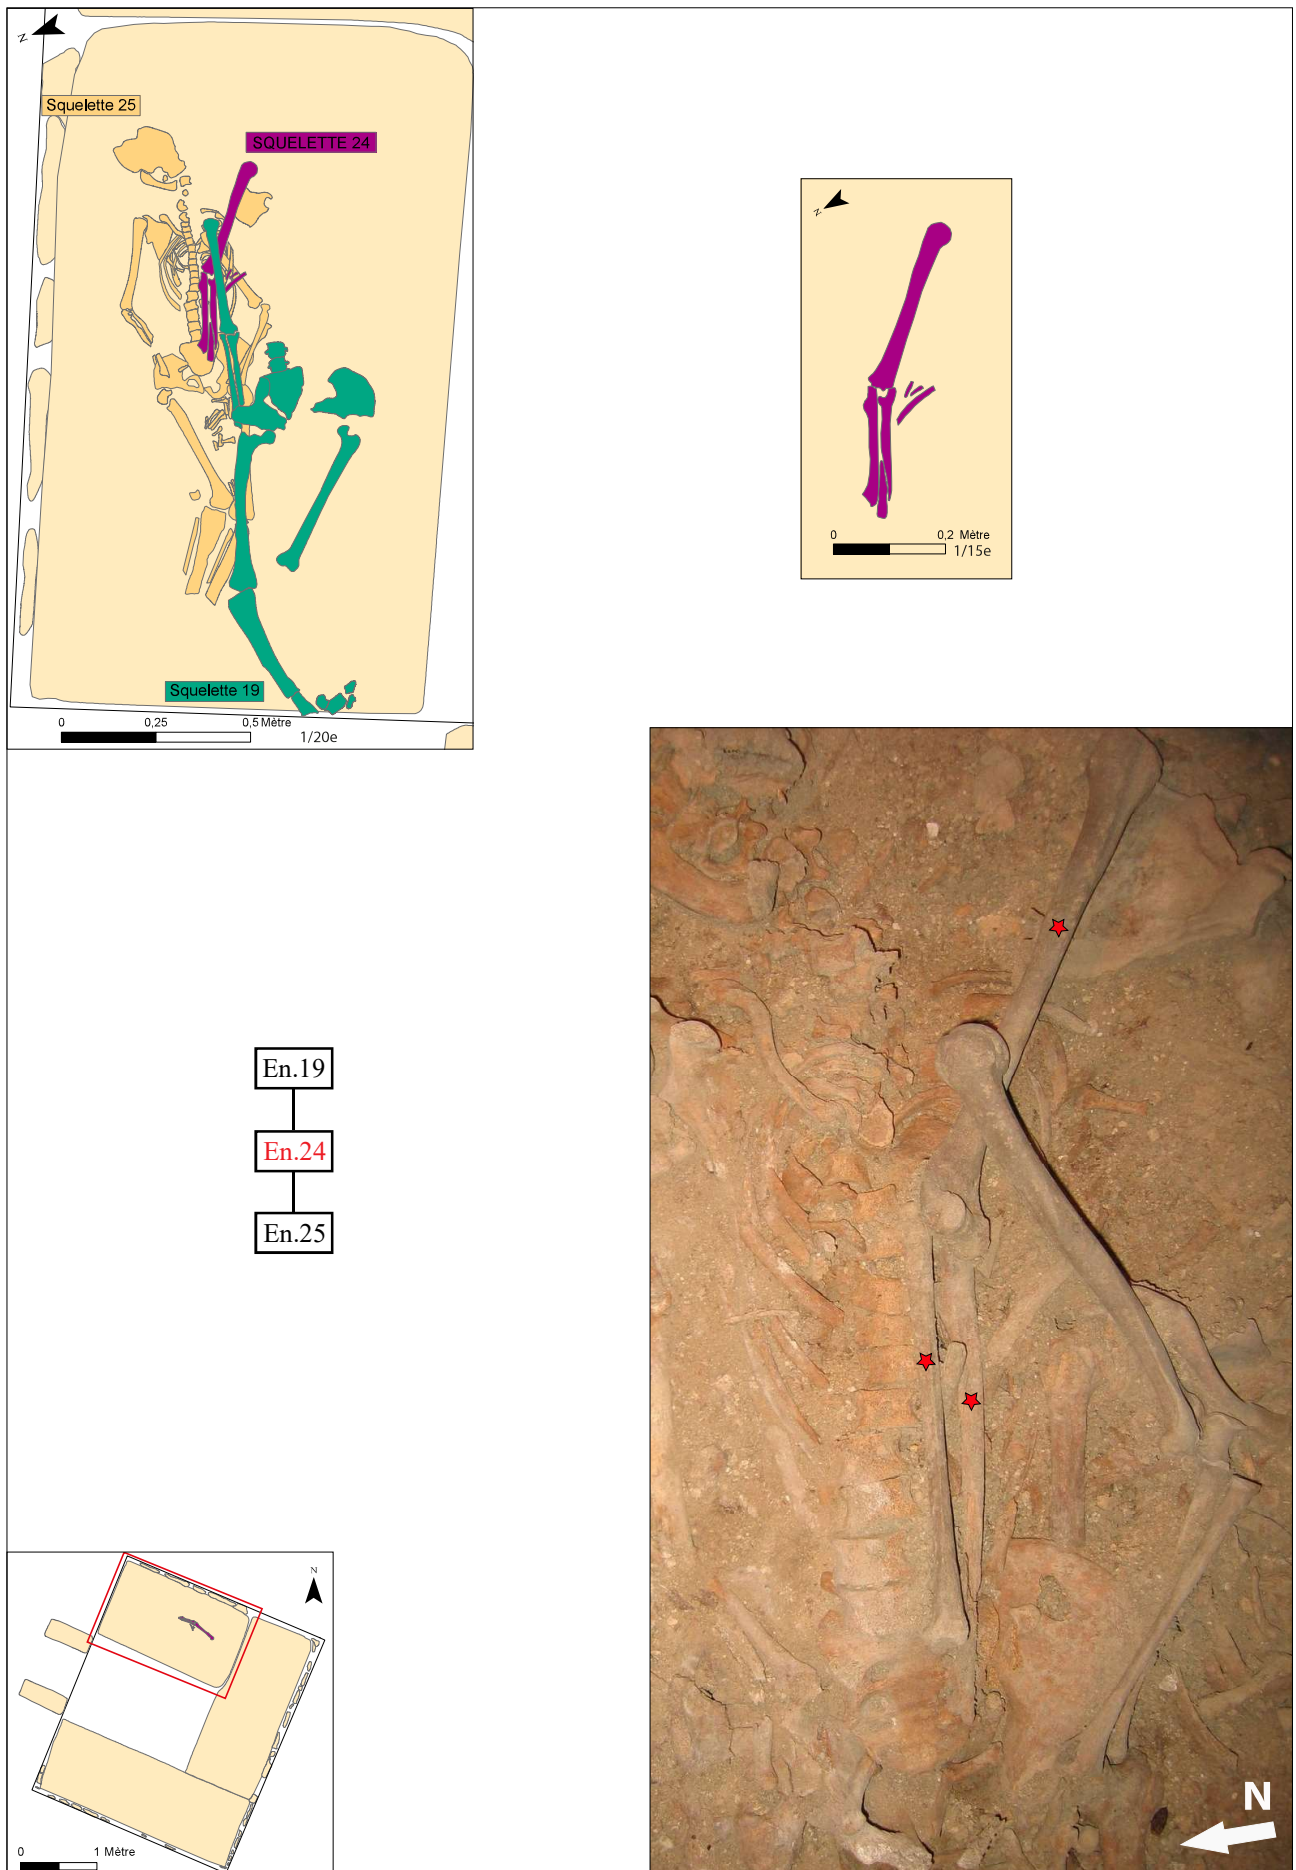 N
Squelette 25
SQUELETTE 24
Squelette 19
0 0,25 0,5 Mètre
1/20e
N
0 0,2 Mètre
1/15e
En.19
En.24
En.25
N
0 1 Mètre
N